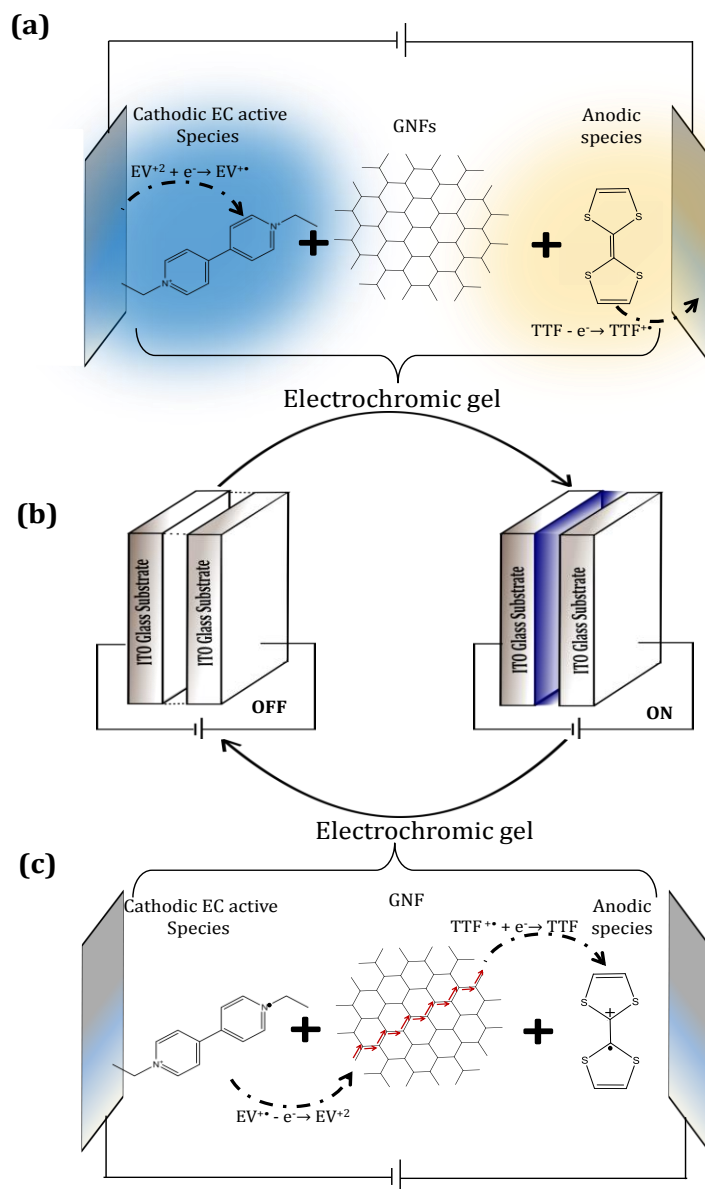 (a)
Cathodic EC active
Species
GNFs
Anodic
species
EV⁺² + e⁻→ EV⁺•
N⁺
N⁺
S
S
S
S
TTF - e⁻→ TTF⁺•
Electrochromic gel
(b)
ITO Glass Substrate
ITO Glass Substrate
OFF
ITO Glass Substrate
ITO Glass Substrate
ON
Electrochromic gel
(c)
Cathodic EC active
Species
GNF
Anodic
species
TTF⁺• + e⁻→ TTF
N•
N⁺
S
S
+
•
S
S
EV⁺• - e⁻→ EV⁺²